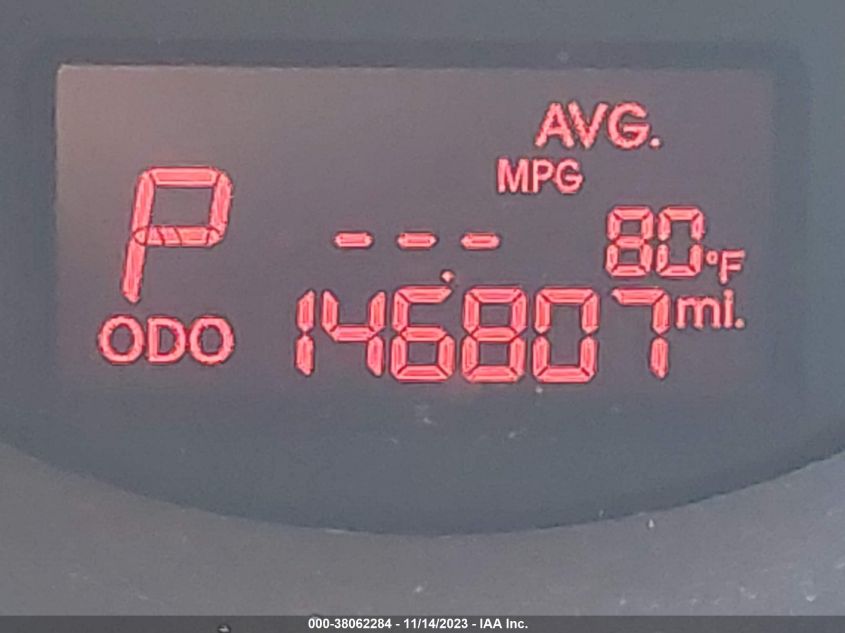 AVG.
MPG
P
--.- 80°F
ODO 146807 mi.
000-38062284 - 11/14/2023 - IAA Inc.